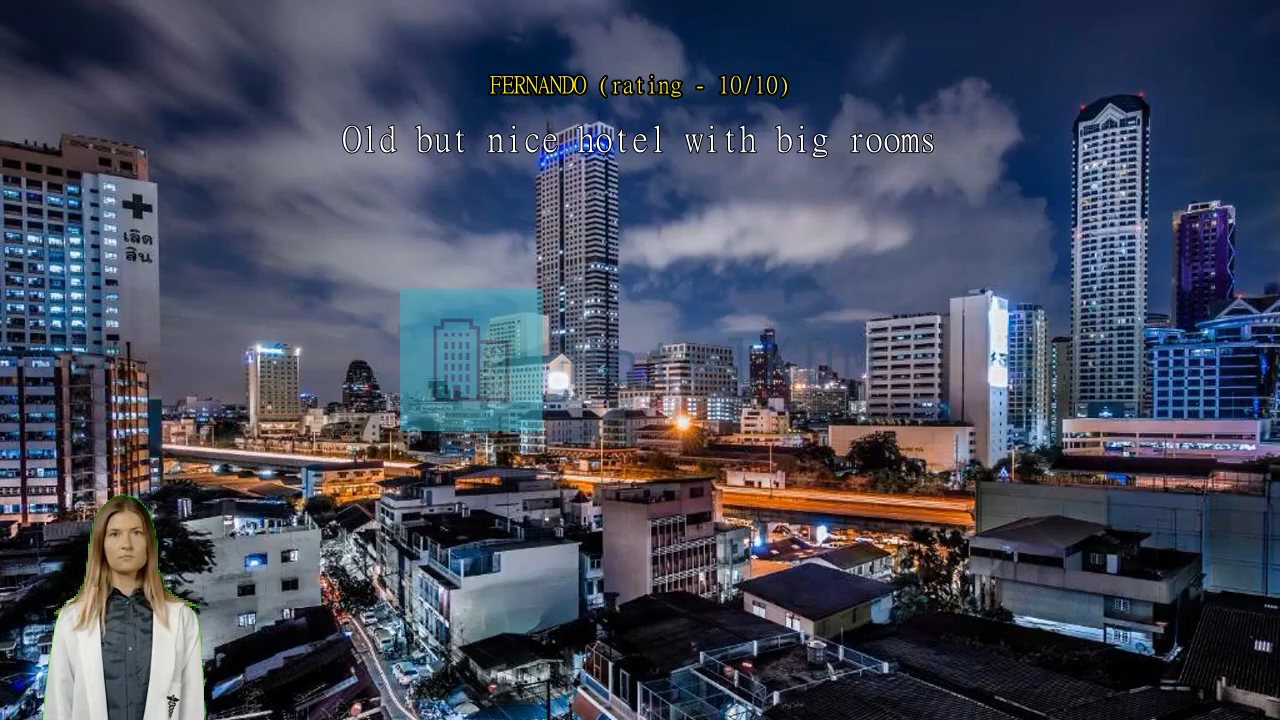 FERNANDO (rating - 10/10)
Old but nice hotel with big rooms
เลิด
สิน